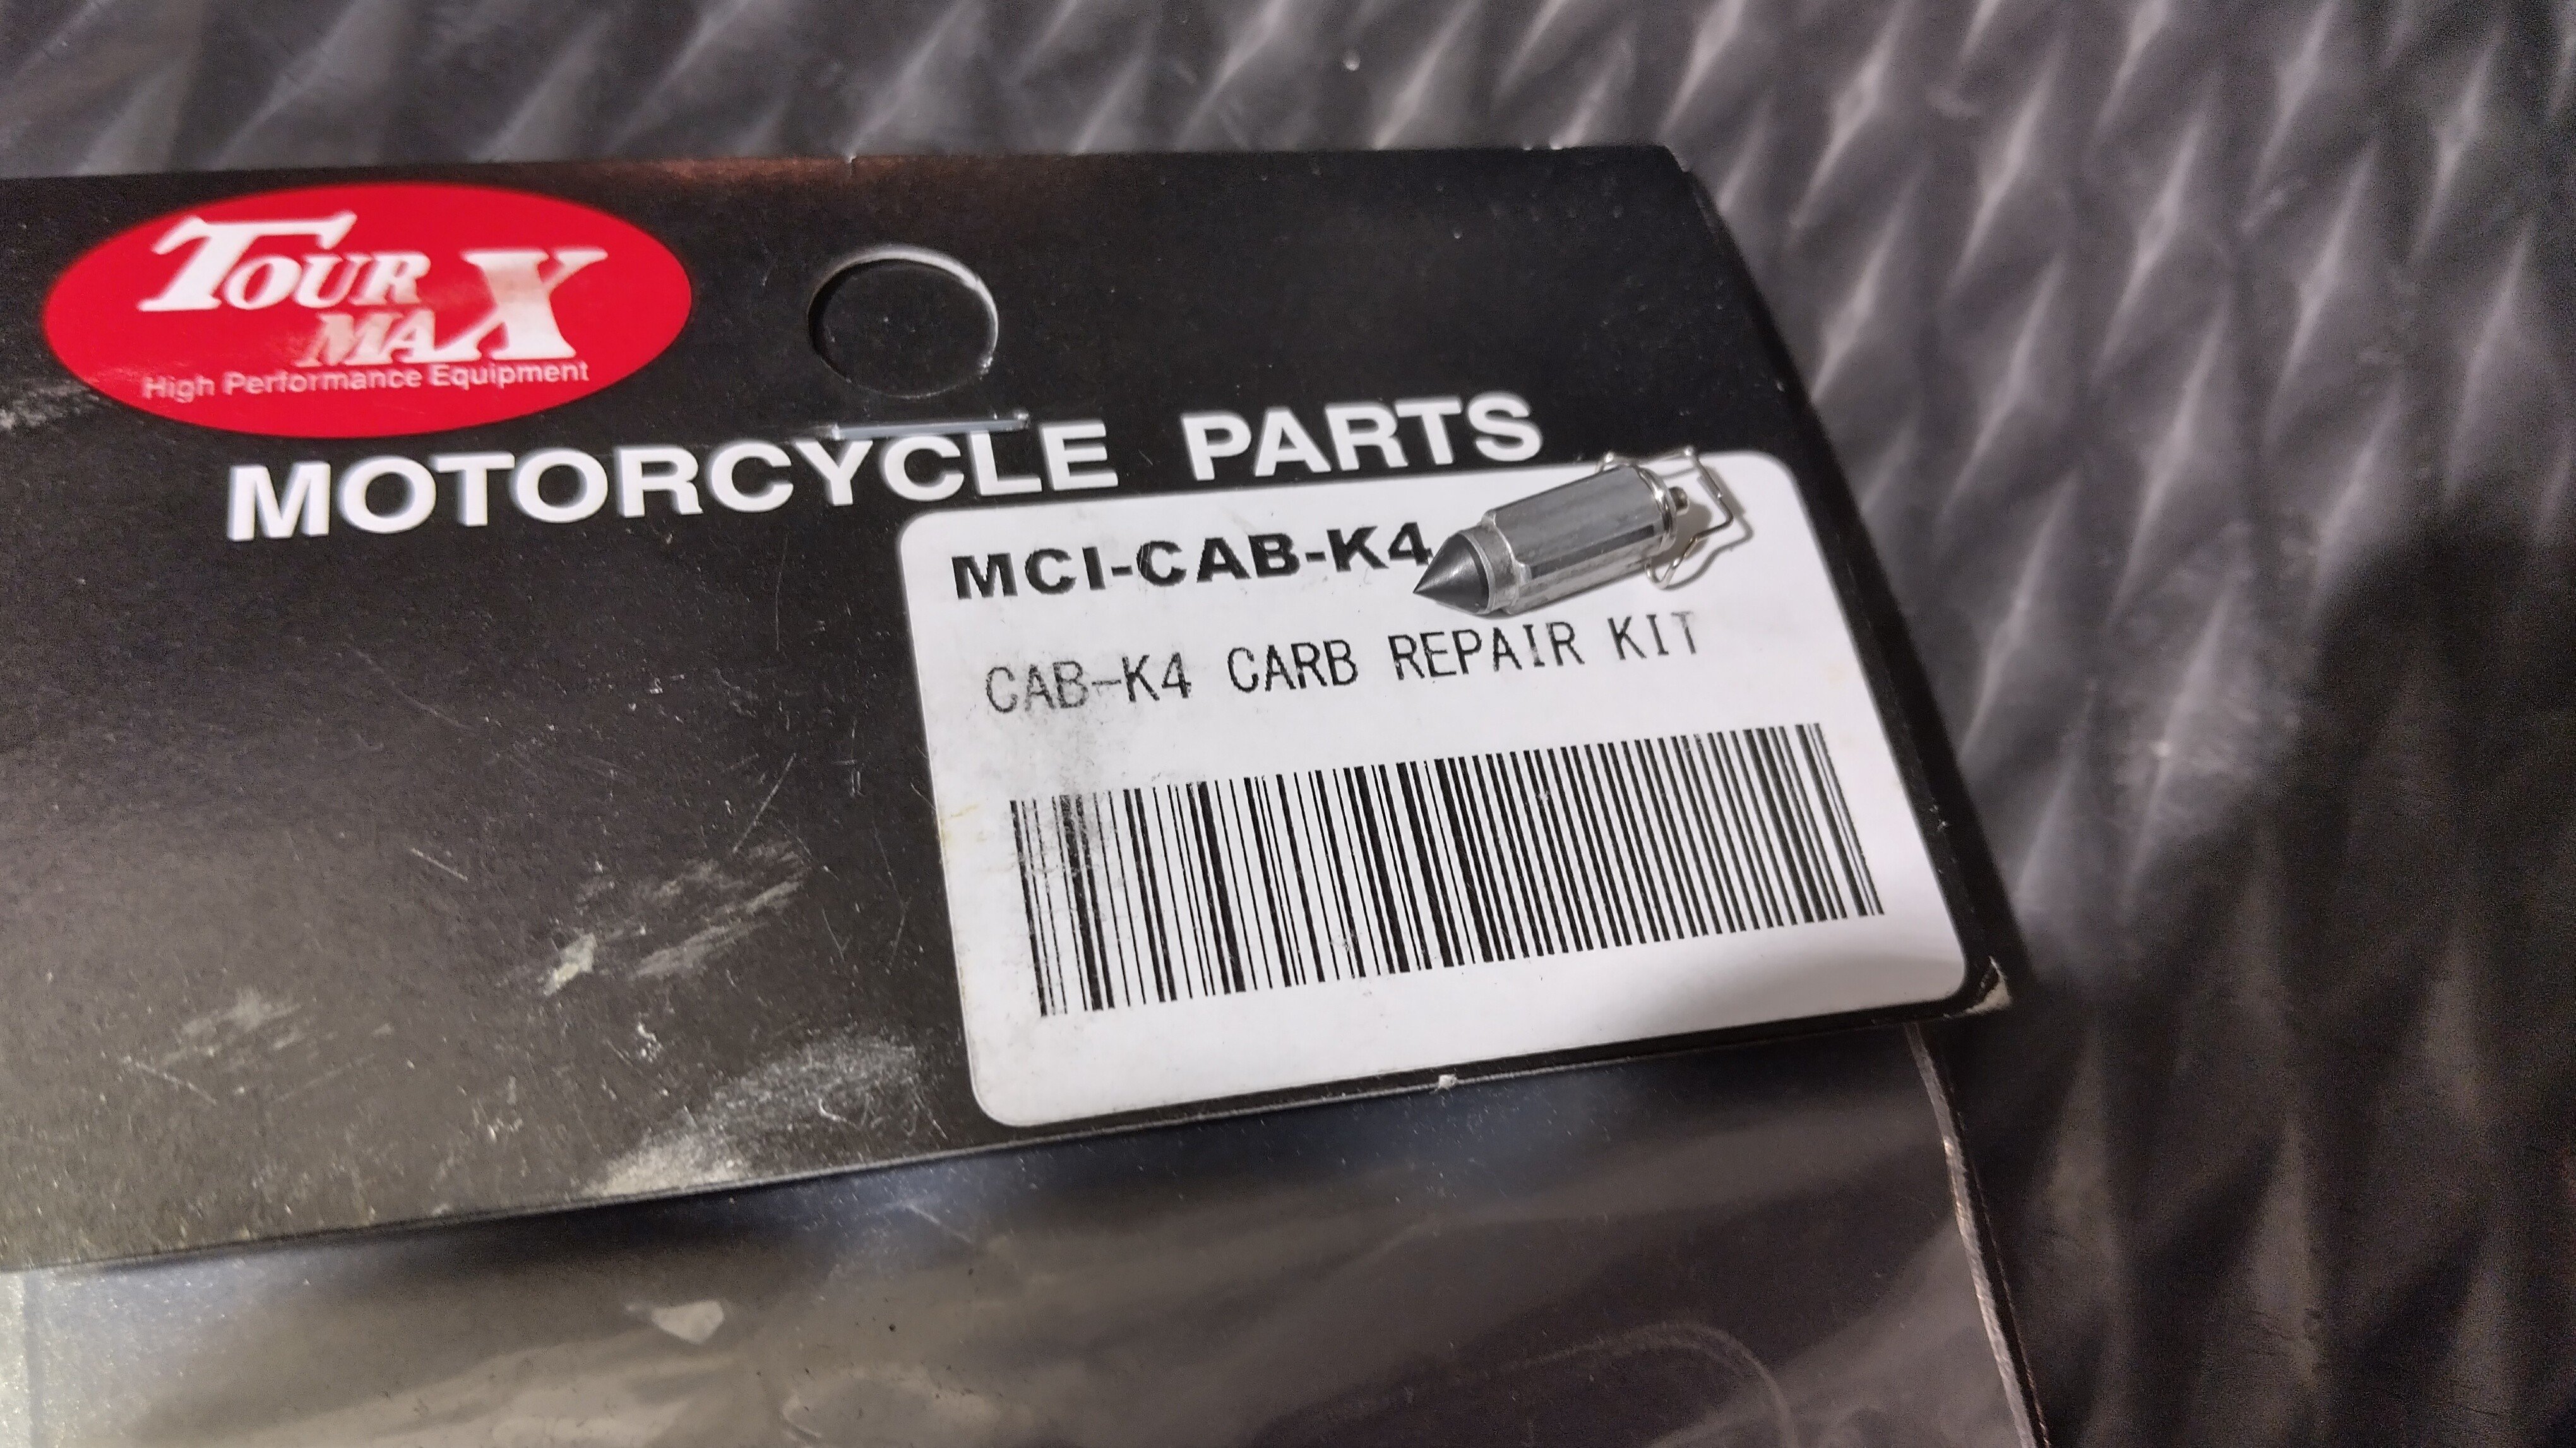 TOUR
MAX
High Performance Equipment
MOTORCYCLE PARTS
MCI-CAB-K4
CAB-K4 CARB REPAIR KIT